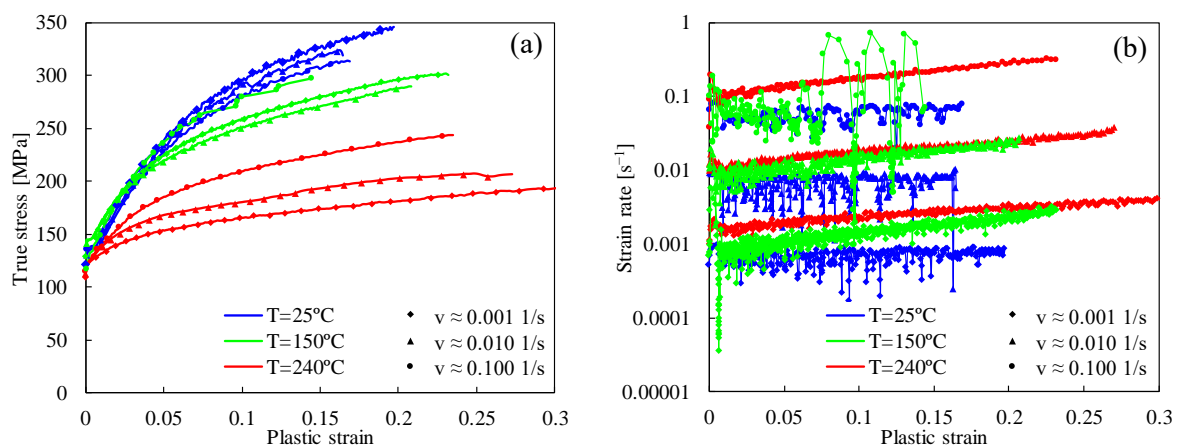 (a)
True stress [MPa]
350
300
250
200
150
100
50
0
T=25ºC
T=150ºC
T=240ºC
v ≈ 0.001 1/s
v ≈ 0.010 1/s
v ≈ 0.100 1/s
0 0.05 0.1 0.15 0.2 0.25 0.3
Plastic strain
(b)
Strain rate [s⁻¹]
1
0.1
0.01
0.001
0.0001
0.00001
T=25ºC
T=150ºC
T=240ºC
v ≈ 0.001 1/s
v ≈ 0.010 1/s
v ≈ 0.100 1/s
0 0.05 0.1 0.15 0.2 0.25 0.3
Plastic strain